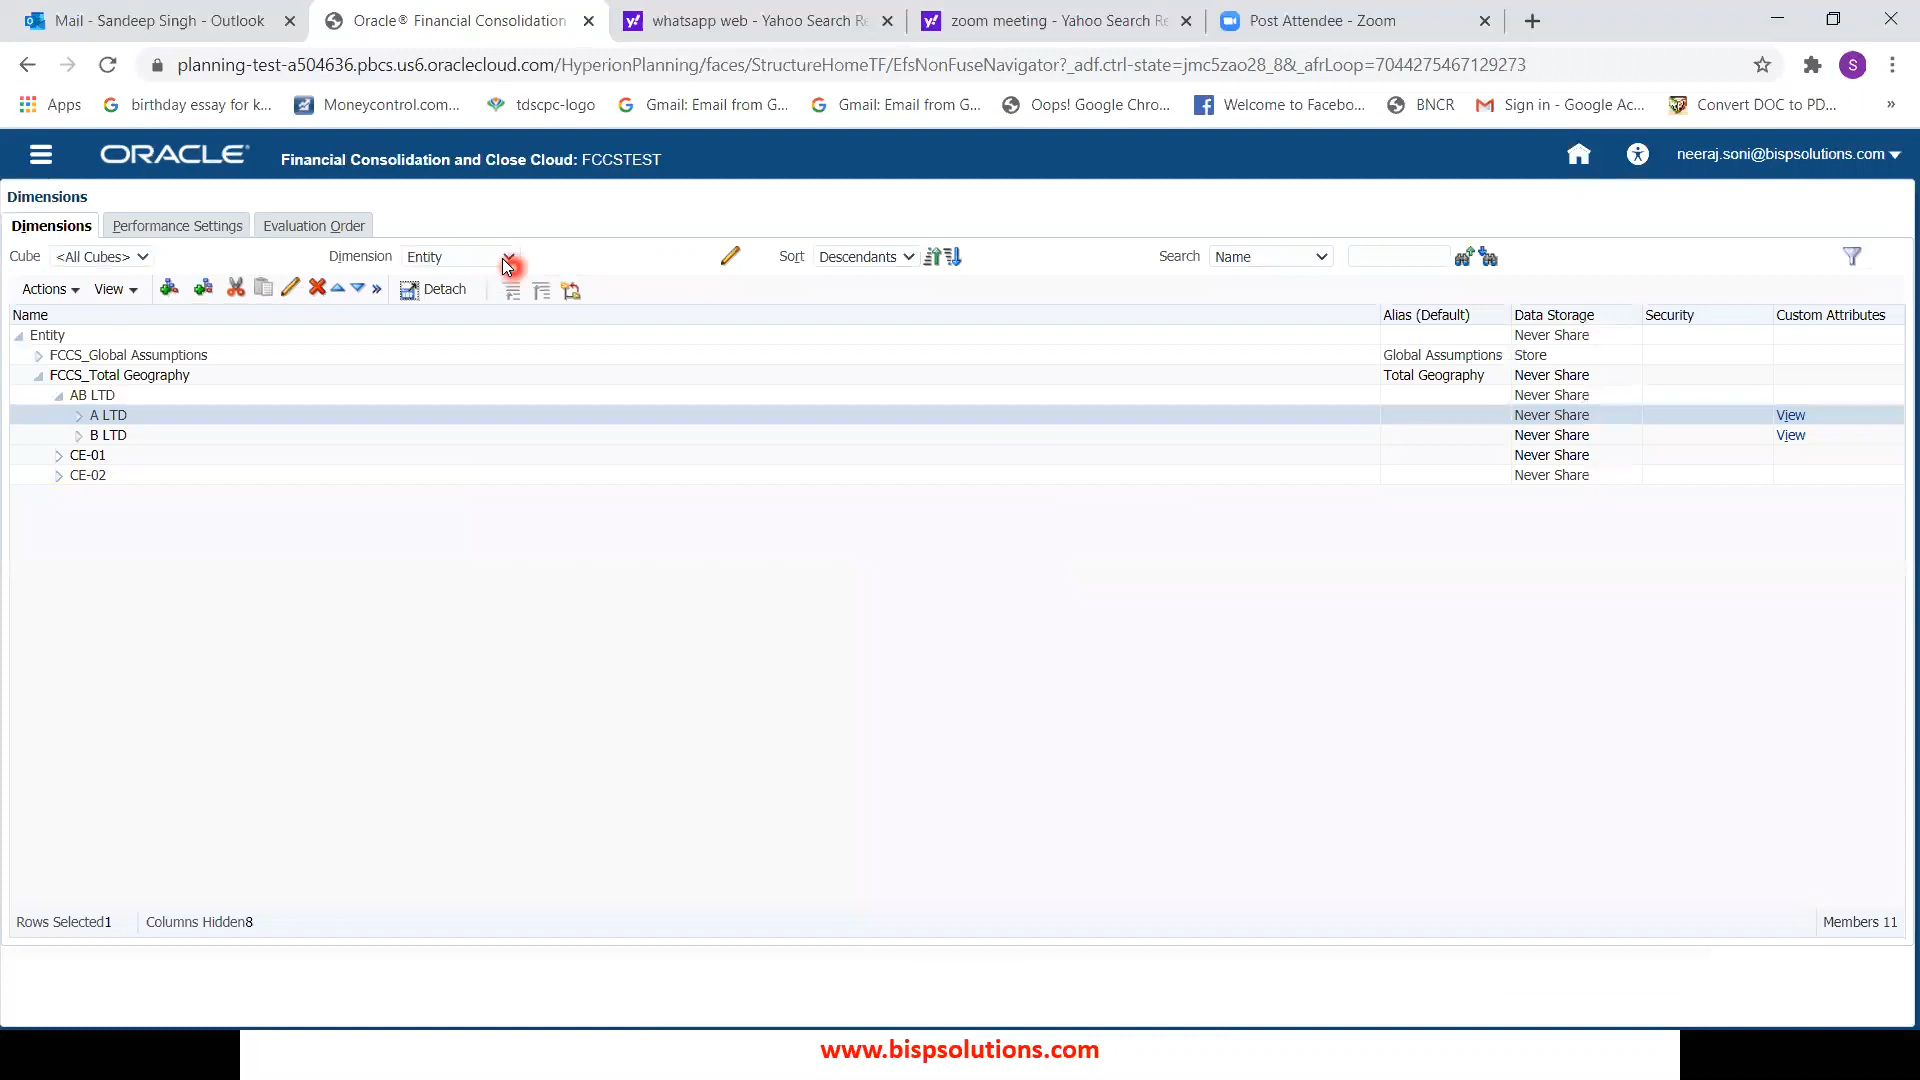 Mail - Sandeep Singh - Outlook
Oracle® Financial Consolidation
whatsapp web - Yahoo Search Re
zoom meeting - Yahoo Search Re
Post Attendee - Zoom
planning-test-a504636.pbcs.us6.oraclecloud.com/HyperionPlanning/faces/StructureHomeTF/EfsNonFuseNavigator?_adf.ctrl-state=jmc5zao28_8&_afrLoop=7044275467129273
S
Apps
birthday essay for k...
Moneycontrol.com...
tdscpc-logo
Gmail: Email from G...
Gmail: Email from G...
Oops! Google Chro...
Welcome to Facebo...
BNCR
Sign in - Google Ac...
Convert DOC to PD...
»
ORACLE®
Financial Consolidation and Close Cloud: FCCSTEST
neeraj.soni@bispsolutions.com
Dimensions
Dimensions Performance Settings Evaluation Order
Cube <All Cubes> Dimension Entity Sort Descendants Search Name
Actions View » Detach
Name Alias (Default) Data Storage Security Custom Attributes
Entity Never Share
FCCS_Global Assumptions Global Assumptions Store
FCCS_Total Geography Total Geography Never Share
AB LTD Never Share
A LTD Never Share View
B LTD Never Share View
CE-01 Never Share
CE-02 Never Share
Rows Selected1 Columns Hidden8 Members 11
www.bispsolutions.com